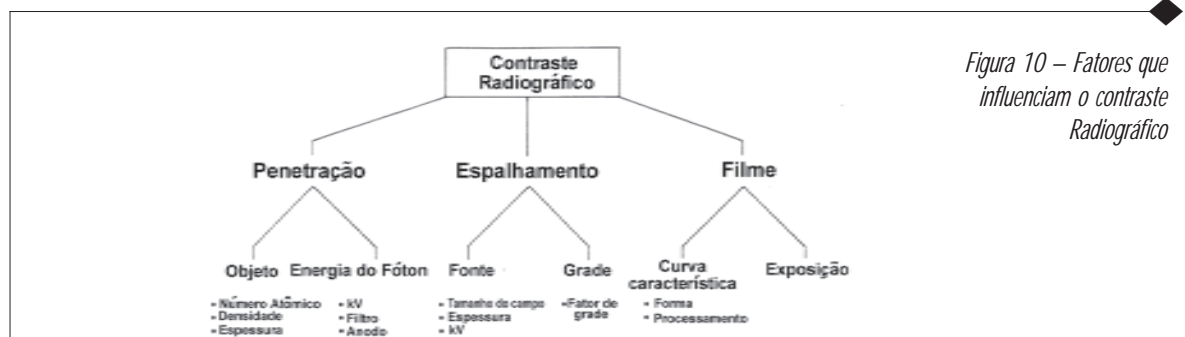 Figura 10 – Fatores que
influenciam o contraste
Radiográfico
Contraste
Radiográfico
Penetração
Espalhamento
Filme
Objeto
- Número Atômico
- Densidade
- Espessura
Energia do Fóton
- kV
- Filtro
- Anodo
Fonte
- Tamanho de campo
- Espessura
- kV
Grade
-Fator de
grade
Curva
característica
- Forma
- Processamento
Exposição